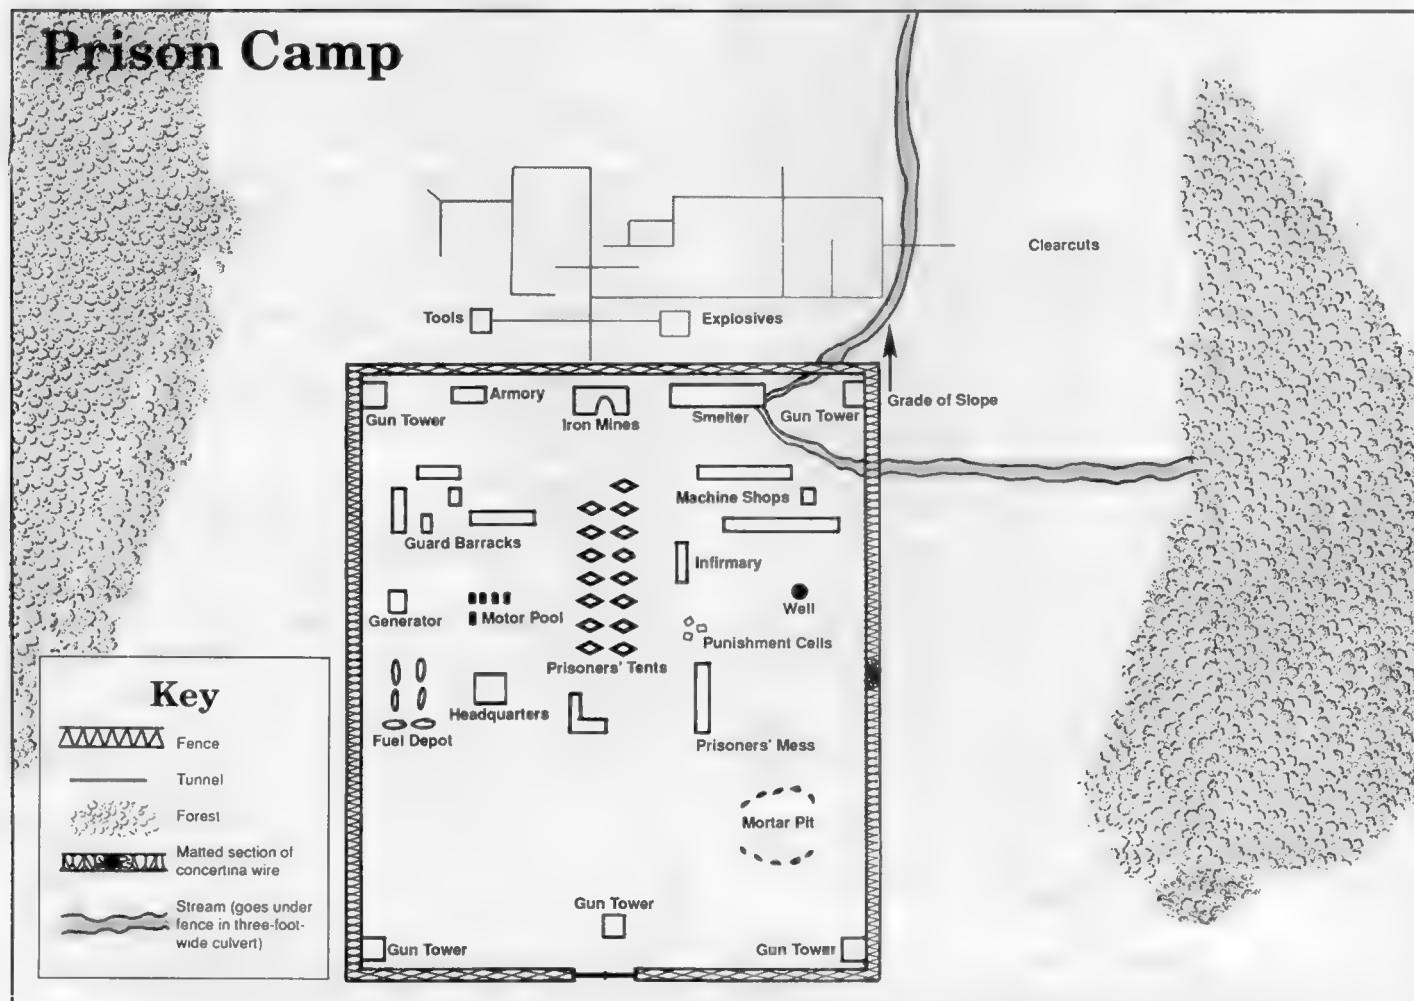 Prison Camp
Clearcuts
Tools
Explosives
Armory
Gun Tower
Iron Mines
Smelter
Gun Tower
Grade of Slope
Machine Shops
Guard Barracks
Infirmary
Well
Generator
Motor Pool
Punishment Cells
Prisoners' Tents
Headquarters
Fuel Depot
Prisoners' Mess
Mortar Pit
Gun Tower
Gun Tower
Gun Tower
Key
Fence
Tunnel
Forest
Matted section of
concertina wire
Stream (goes under
fence in three-foot-
wide culvert)